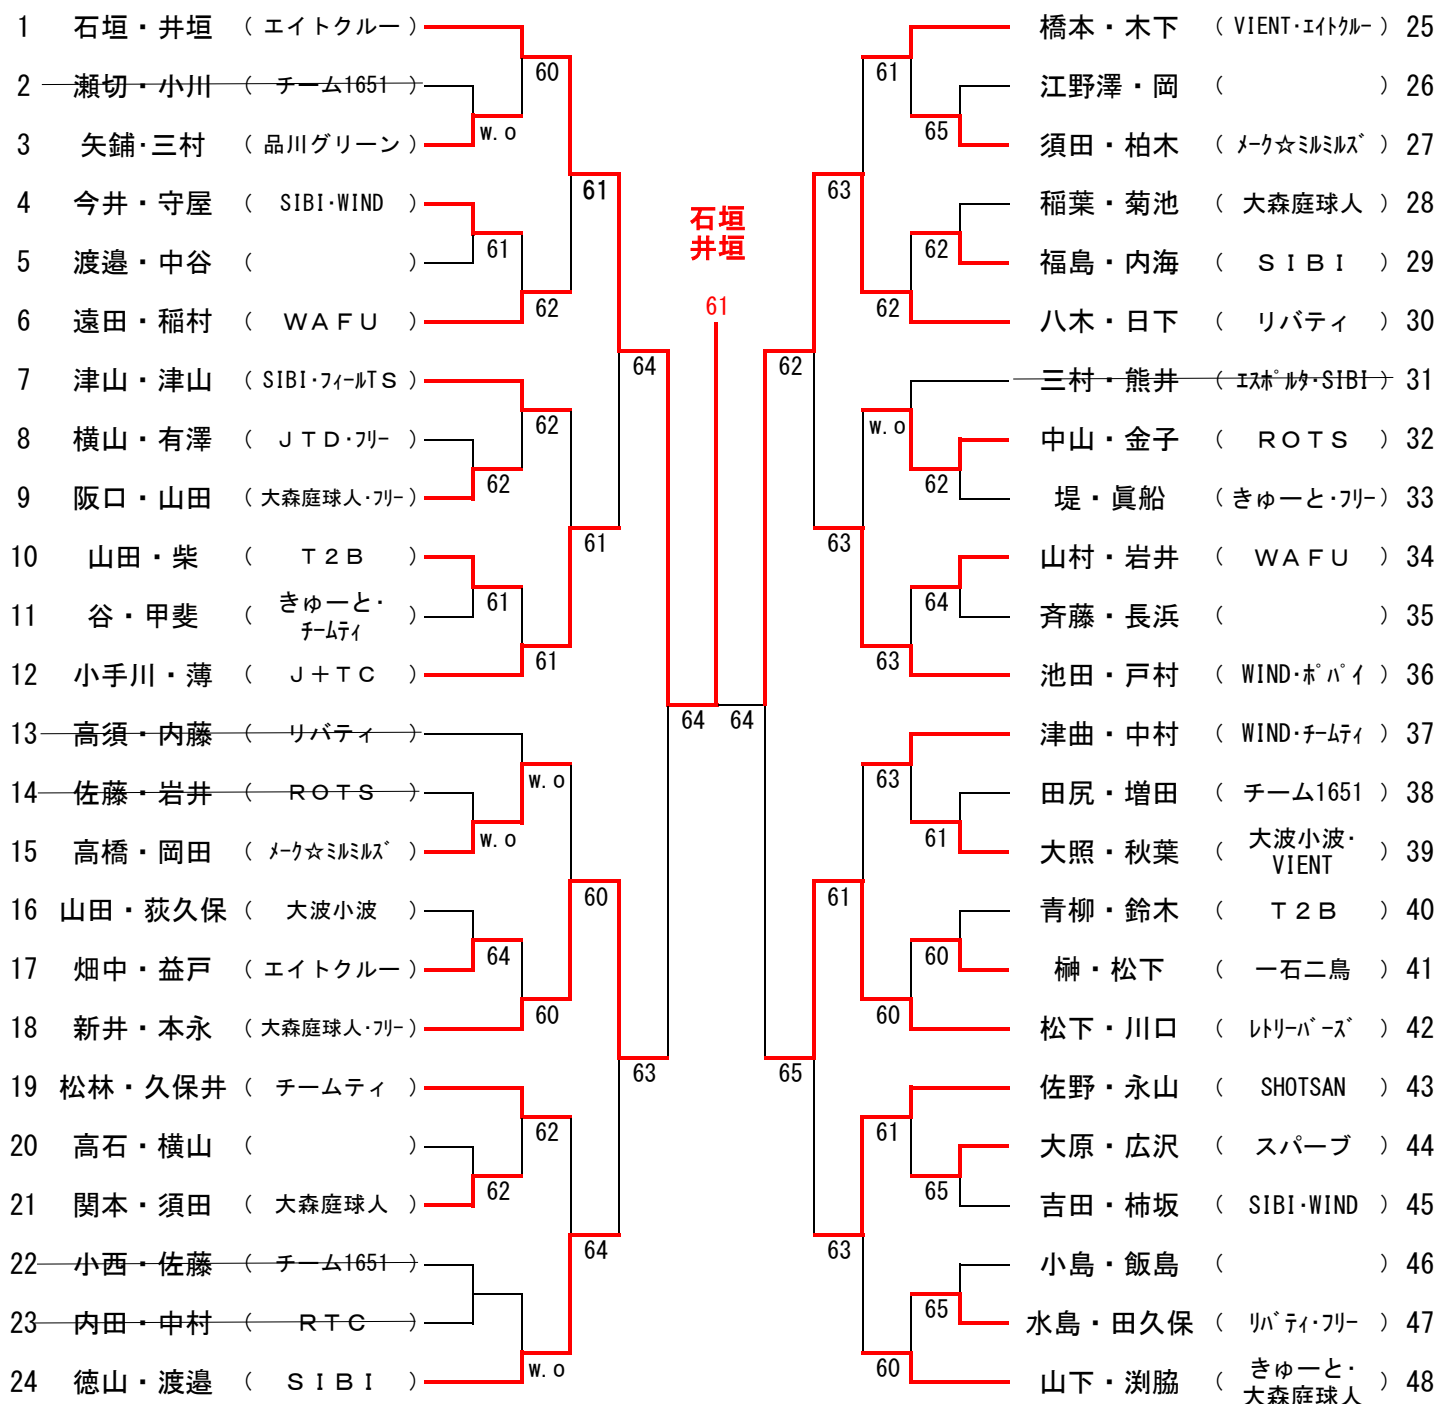 1 石垣・井垣 ( エイトクルー )
2 瀬切・小川 ( チーム1651 )
3 矢鋪・三村 ( 品川グリーン )
4 今井・守屋 ( SIBI・WIND )
5 渡邉・中谷 ( )
6 遠田・稲村 ( WAFU )
7 津山・津山 ( SIBI・フィールTS )
8 横山・有澤 ( JTD・フリー )
9 阪口・山田 ( 大森庭球人・フリー )
10 山田・柴 ( T2B )
11 谷・甲斐 ( きゅーと・
チームティ )
12 小手川・薄 ( J+TC )
13 高須・内藤 ( リバティ )
14 佐藤・岩井 ( ROTS )
15 高橋・岡田 ( メーク☆ミルミルズ )
16 山田・荻久保 ( 大波小波 )
17 畑中・益戸 ( エイトクルー )
18 新井・本永 ( 大森庭球人・フリー )
19 松林・久保井 ( チームティ )
20 高石・横山 ( )
21 関本・須田 ( 大森庭球人 )
22 小西・佐藤 ( チーム1651 )
23 内田・中村 ( RTC )
24 徳山・渡邉 ( SIBI )
60
w.o
61
61
62
64
62
62
61
61
61
64
w.o
w.o
60
64
60
63
62
62
64
w.o
石垣
井垣
61
64
61
65
63
62
62
62
w.o
62
63
64
63
63
61
61
60
60
65
61
65
63
65
60
橋本・木下 ( VIENT・エイトクルー ) 25
江野澤・岡 ( ) 26
須田・柏木 ( メーク☆ミルミルズ ) 27
稲葉・菊池 ( 大森庭球人 ) 28
福島・内海 ( SIBI ) 29
八木・日下 ( リバティ ) 30
三村・熊井 ( エスポルタ・SIBI ) 31
中山・金子 ( ROTS ) 32
堤・眞船 ( きゅーと・フリー ) 33
山村・岩井 ( WAFU ) 34
斉藤・長浜 ( ) 35
池田・戸村 ( WIND・ポパイ ) 36
津曲・中村 ( WIND・チームティ ) 37
田尻・増田 ( チーム1651 ) 38
大照・秋葉 ( 大波小波・
VIENT ) 39
青柳・鈴木 ( T2B ) 40
榊・松下 ( 一石二鳥 ) 41
松下・川口 ( レトリーバーズ ) 42
佐野・永山 ( SHOTSAN ) 43
大原・広沢 ( スパーブ ) 44
吉田・柿坂 ( SIBI・WIND ) 45
小島・飯島 ( ) 46
水島・田久保 ( リバティ・フリー ) 47
山下・渕脇 ( きゅーと・
大森庭球人 ) 48